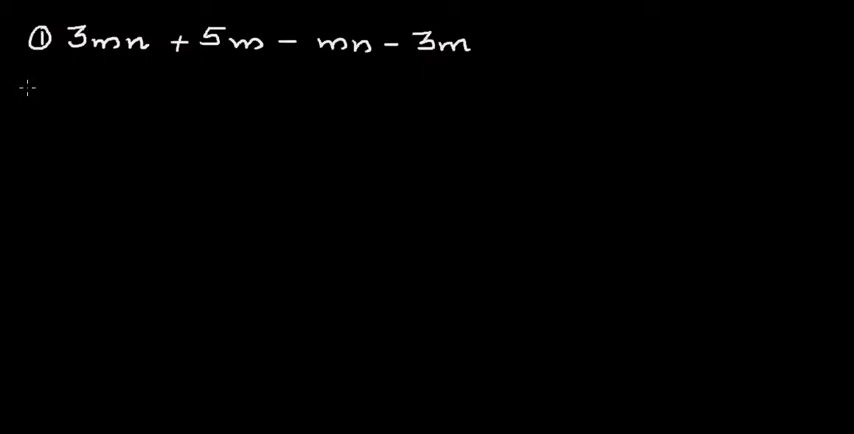 ① 3mn + 5m - mn - 3m